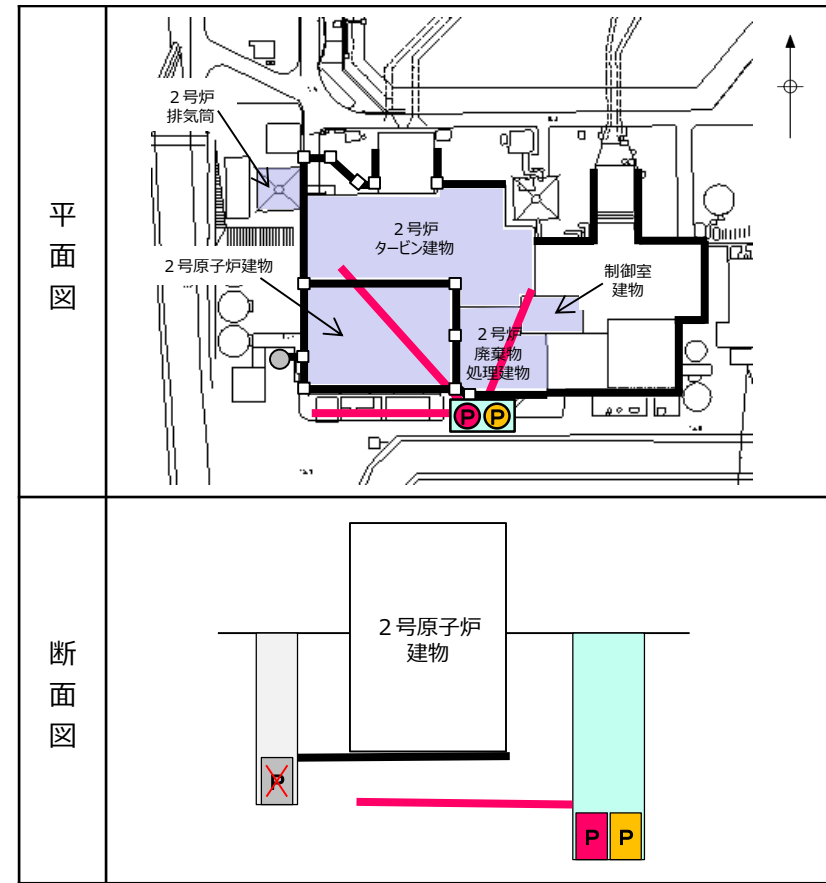 平面図
2号炉
排気筒
2号炉
タービン建物
2号原子炉建物
制御室
建物
2号炉
廃棄物
処理建物
P P
断面図
2号原子炉
建物
P
P P